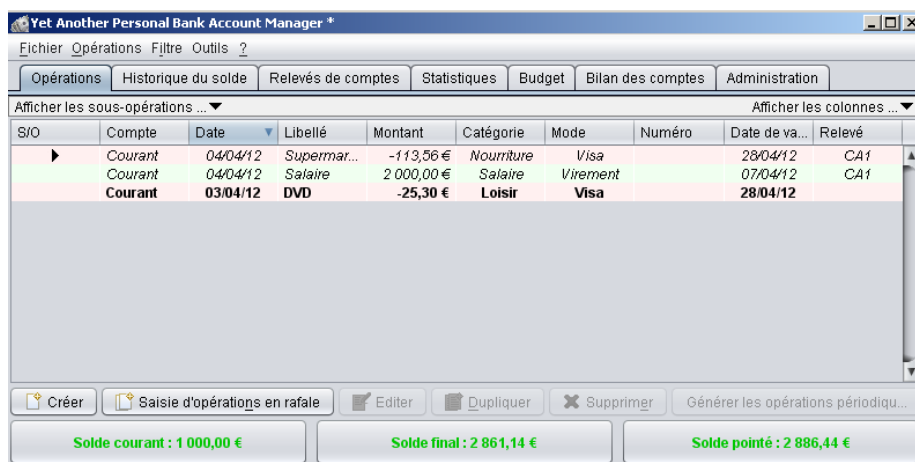 Yet Another Personal Bank Account Manager *
Fichier Opérations Filtre Outils ?
Opérations Historique du solde Relevés de comptes Statistiques Budget Bilan des comptes Administration
Afficher les sous-opérations ... Afficher les colonnes ...
S/O Compte Date Libellé Montant Catégorie Mode Numéro Date de va... Relevé
Courant 04/04/12 Supermar... -113,56 € Nourriture Visa 28/04/12 CA1
Courant 04/04/12 Salaire 2 000,00 € Salaire Virement 07/04/12 CA1
Courant 03/04/12 DVD -25,30 € Loisir Visa 28/04/12
Créer Saisie d'opérations en rafale Editer Dupliquer Supprimer Générer les opérations périodiqu...
Solde courant : 1 000,00 € Solde final : 2 861,14 € Solde pointé : 2 886,44 €